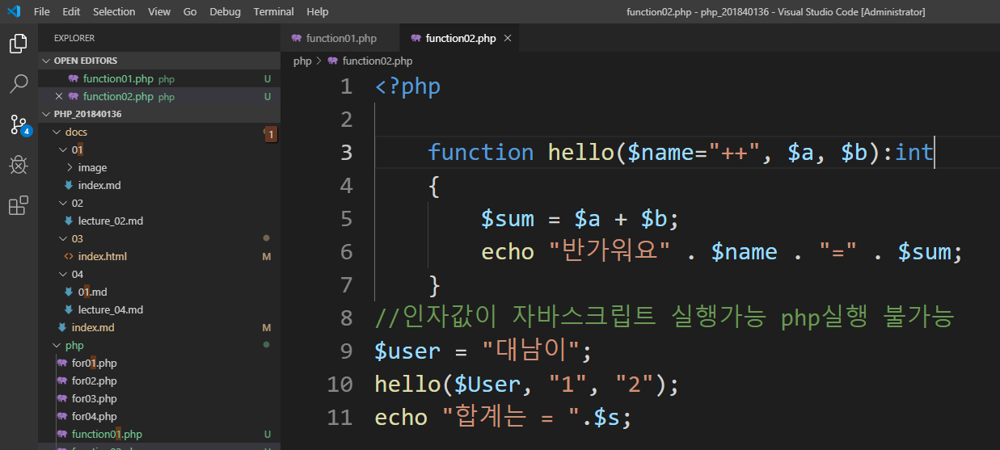 File Edit Selection View Go Debug Terminal Help function02.php - php_201840136 - Visual Studio Code [Administrator]
EXPLORER
OPEN EDITORS
function01.php php U
function02.php php U
PHP_201840136
docs 1
01
image
index.md
02
lecture_02.md
03
index.html M
04
01.md
lecture_04.md
index.md M
php
for01.php
for02.php
for03.php
for04.php
function01.php U
4
function01.php function02.php
php > function02.php
1 <?php
2
3 function hello($name="++", $a, $b):int
4 {
5 $sum = $a + $b;
6 echo "반가워요" . $name . "=" . $sum;
7 }
8 //인자값이 자바스크립트 실행가능 php실행 불가능
9 $user = "대남이";
10 hello($User, "1", "2");
11 echo "합계는 = ".$s;